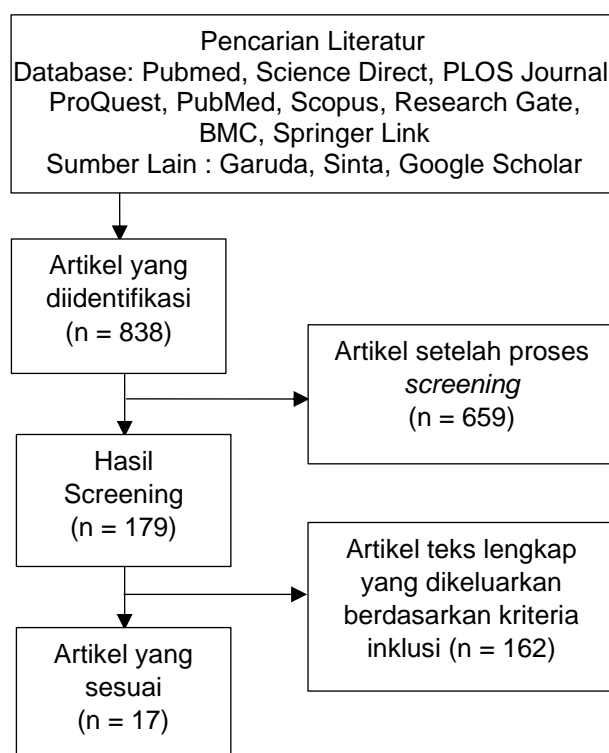 Pencarian Literatur
Database: Pubmed, Science Direct, PLOS Journal
ProQuest, PubMed, Scopus, Research Gate,
BMC, Springer Link
Sumber Lain : Garuda, Sinta, Google Scholar
Artikel yang
diidentifikasi
(n = 838)
Artikel setelah proses
screening
(n = 659)
Hasil
Screening
(n = 179)
Artikel teks lengkap
yang dikeluarkan
berdasarkan kriteria
inklusi (n = 162)
Artikel yang
sesuai
(n = 17)